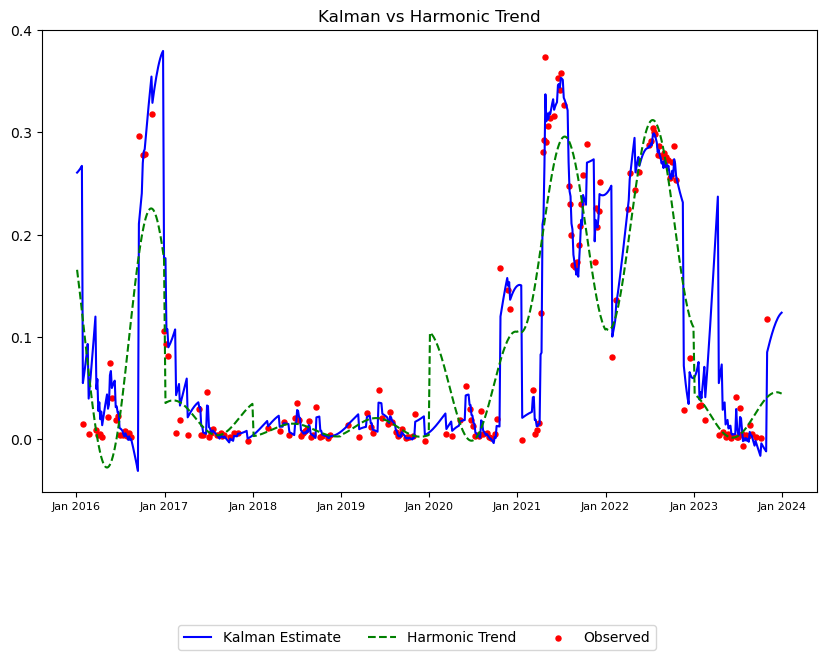 Kalman vs Harmonic Trend
0.4
0.3
0.2
0.1
0.0
Jan 2016 Jan 2017 Jan 2018 Jan 2019 Jan 2020 Jan 2021 Jan 2022 Jan 2023 Jan 2024
Kalman Estimate Harmonic Trend Observed